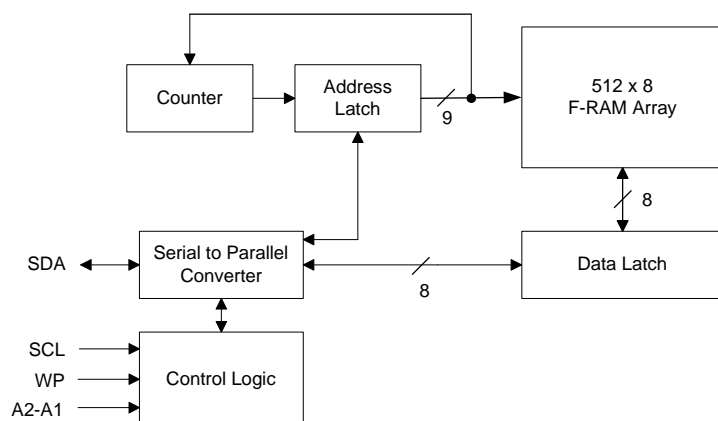 Counter
Address
Latch
9
512 x 8
F-RAM Array
8
SDA
Serial to Parallel
Converter
8
Data Latch
SCL
WP
A2-A1
Control Logic